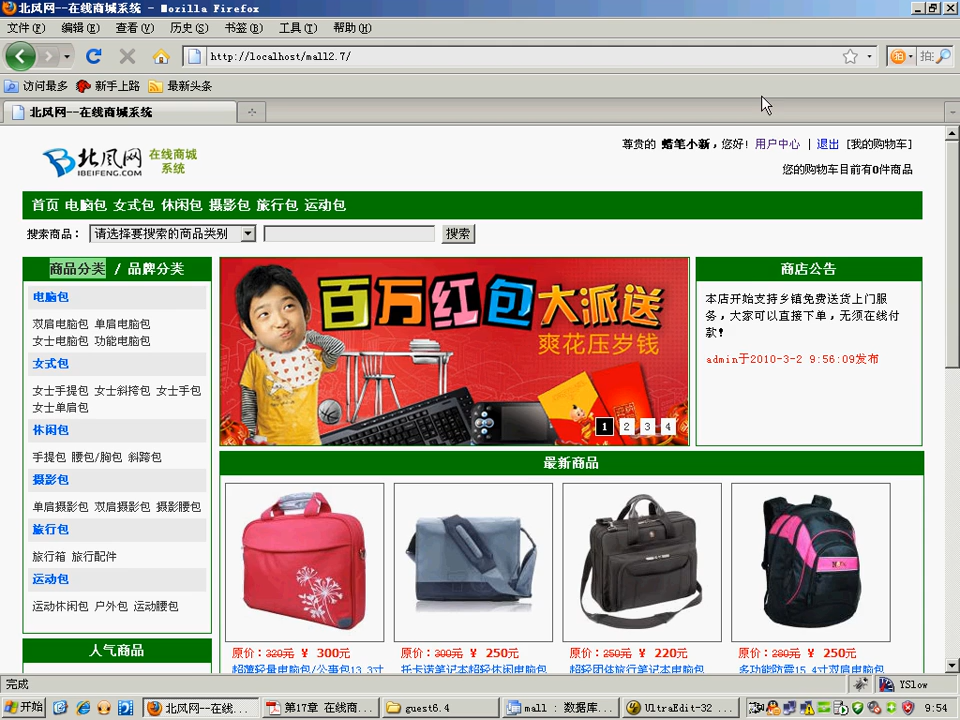 北风网--在线商城系统 - Mozilla Firefox
文件(F) 编辑(E) 查看(V) 历史(S) 书签(B) 工具(T) 帮助(H)
http://localhost/mall2.7/
访问最多 新手上路 最新头条
北风网--在线商城系统
北风网 IBEIFENG.COM 在线商城系统
尊贵的 蜡笔小新，您好! 用户中心 | 退出 [我的购物车]
您的购物车目前有0件商品
首页 电脑包 女式包 休闲包 摄影包 旅行包 运动包
搜索商品： 请选择要搜索的商品类别 搜索
商品分类 / 品牌分类
电脑包
双肩电脑包 单肩电脑包
女士电脑包 功能电脑包
女式包
女士手提包 女士斜挎包 女士手包
女士单肩包
休闲包
手提包 腰包/胸包 斜跨包
摄影包
单肩摄影包 双肩摄影包 摄影腰包
旅行包
旅行箱 旅行配件
运动包
运动休闲包 户外包 运动腰包
人气商品
百万红包大派送
爽花压岁钱
1 2 3 4
商店公告
本店开始支持乡镇免费送货上门服
务，大家可以直接下单，无须在线付
款！
admin于2010-3-2 9:56:09发布
最新商品
原价：320元 ¥ 300元
超薄轻量电脑包/公事包13.3寸
原价：300元 ¥ 250元
托卡诺笔记本超轻休闲电脑包
原价：250元 ¥ 220元
超轻团体旅行笔记本电脑包
原价：280元 ¥ 250元
多功能防震15.4寸双肩电脑包
完成
YSlow
开始 北风网--在线... 第17章 在线商... guest6.4 mall : 数据库... UltraEdit-32 ... 9:54